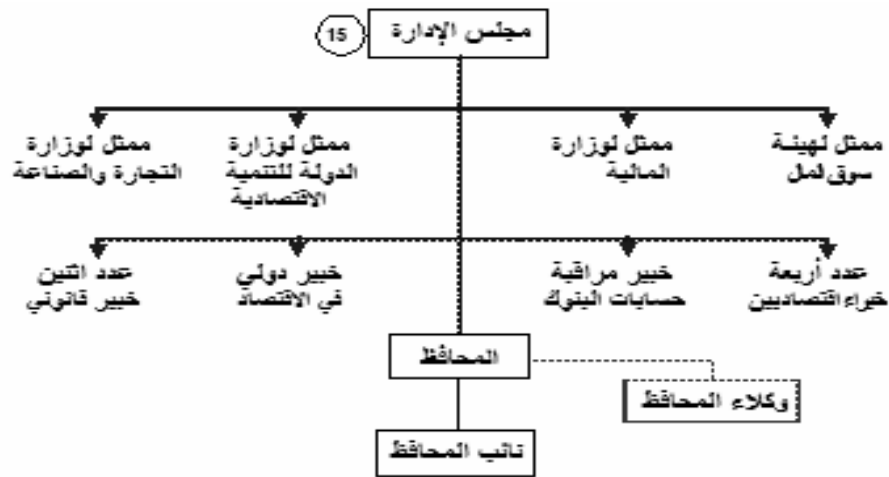 مجلس الإدارة
15
ممثل لهيئة
سوق لمال
ممثل لوزارة
المالية
ممثل لوزارة
الدولة للتنمية
الاقتصادية
ممثل لوزارة
التجارة والصناعة
عدد أربعة
خبراء اقتصاديين
خبير مراقبة
حسابات البنوك
خبير دولي
في الاقتصاد
عدد اثنين
خبير قانوني
المحافظ
وكلاء المحافظ
نائب المحافظ